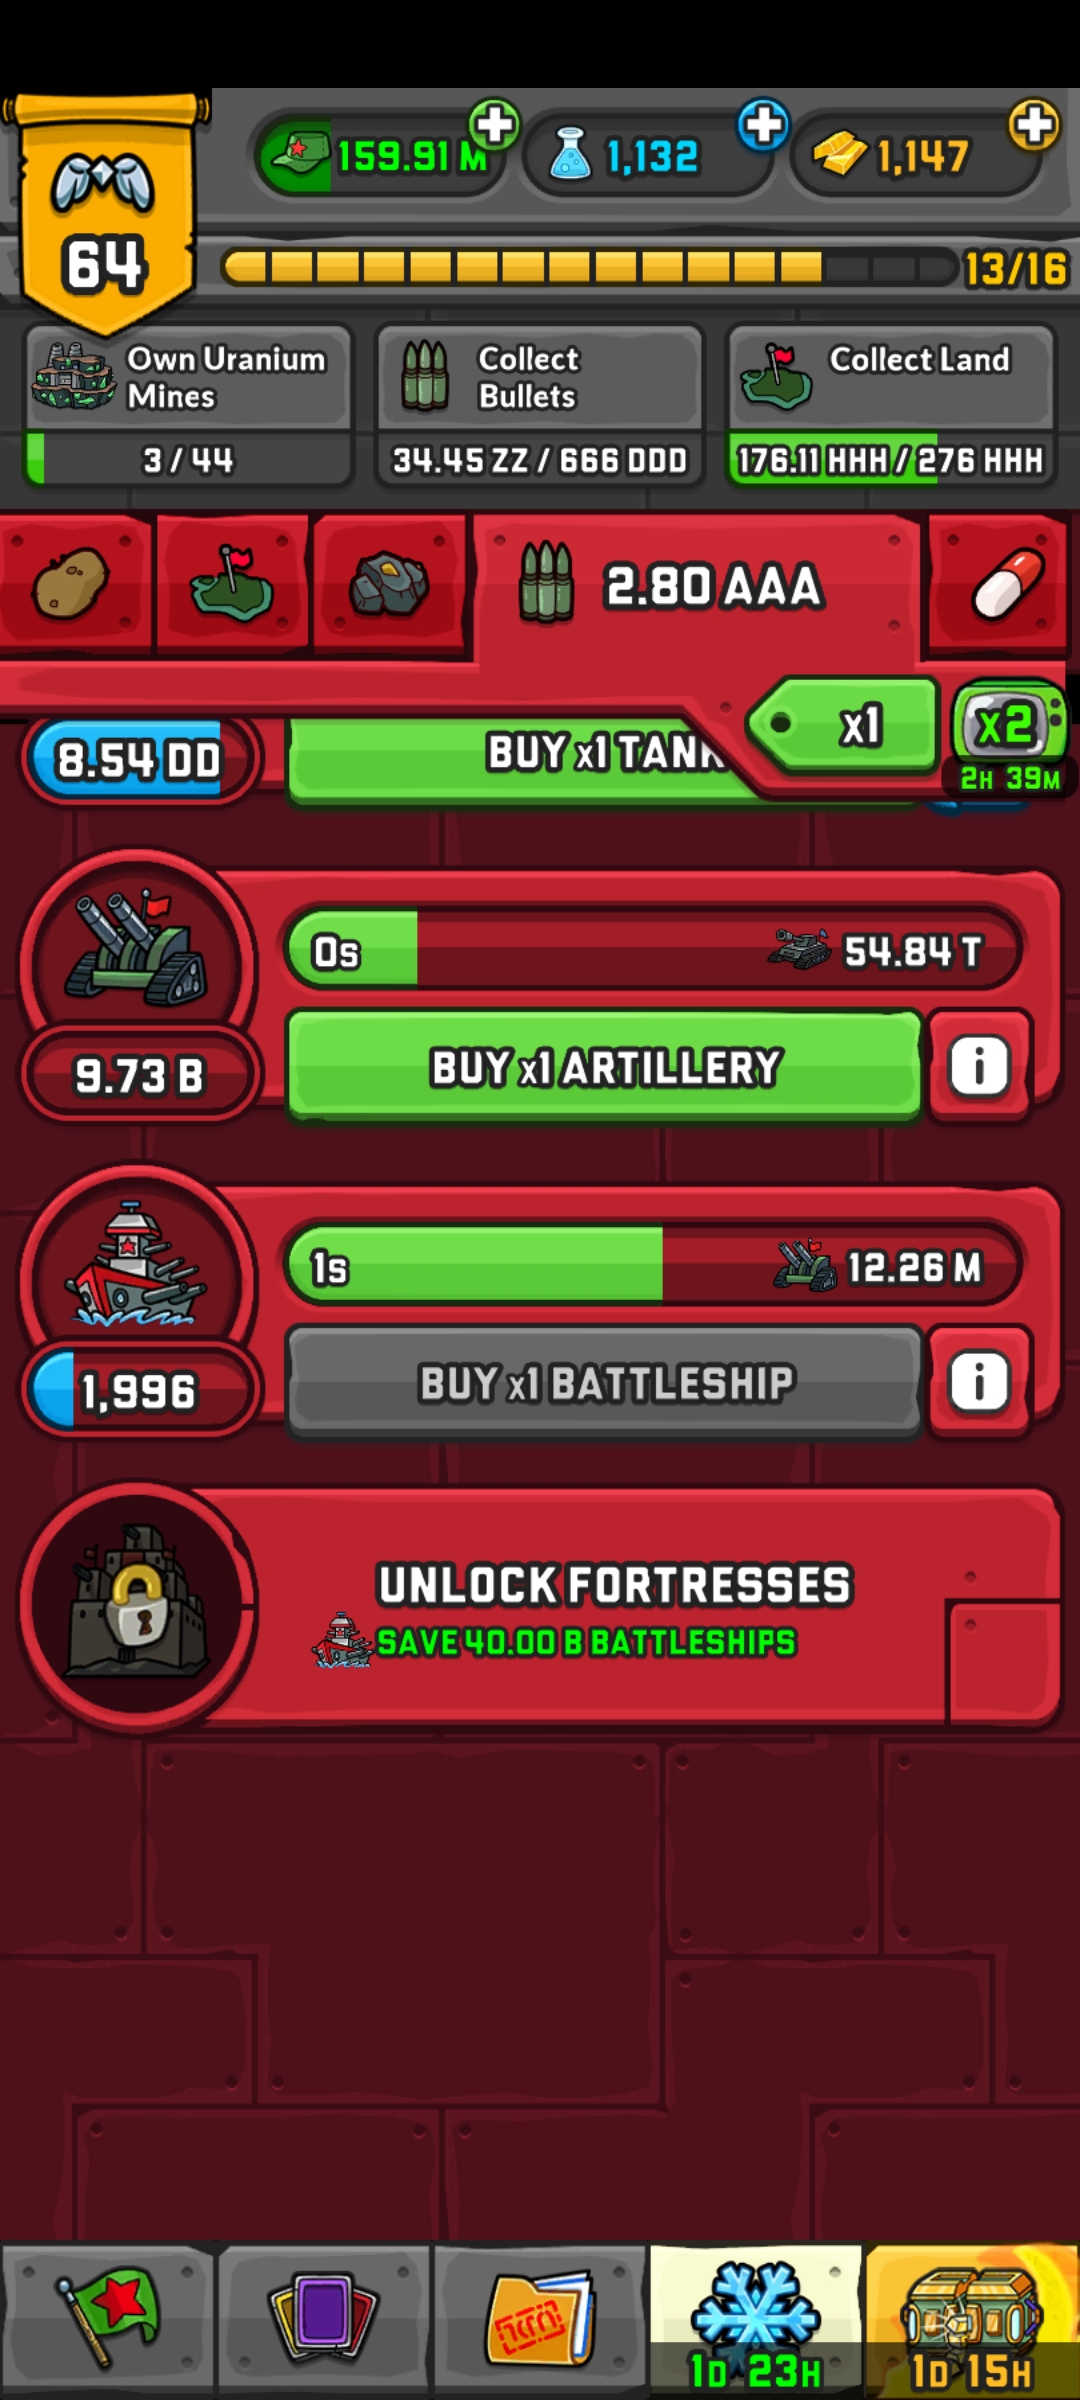 159.91 M
1,132
1,147
64
13/16
Own Uranium
Mines
3 / 44
Collect
Bullets
34.45 ZZ / 666 DDD
Collect Land
176.11 HHH / 276 HHH
2.80 AAA
x1
x2
2H 39M
8.54 DD
BUY x1 TANK
0s
54.84 T
9.73 B
BUY x1 ARTILLERY
i
1s
12.26 M
1,996
BUY x1 BATTLESHIP
i
UNLOCK FORTRESSES
SAVE 40.00 B BATTLESHIPS
1D 23H
1D 15H